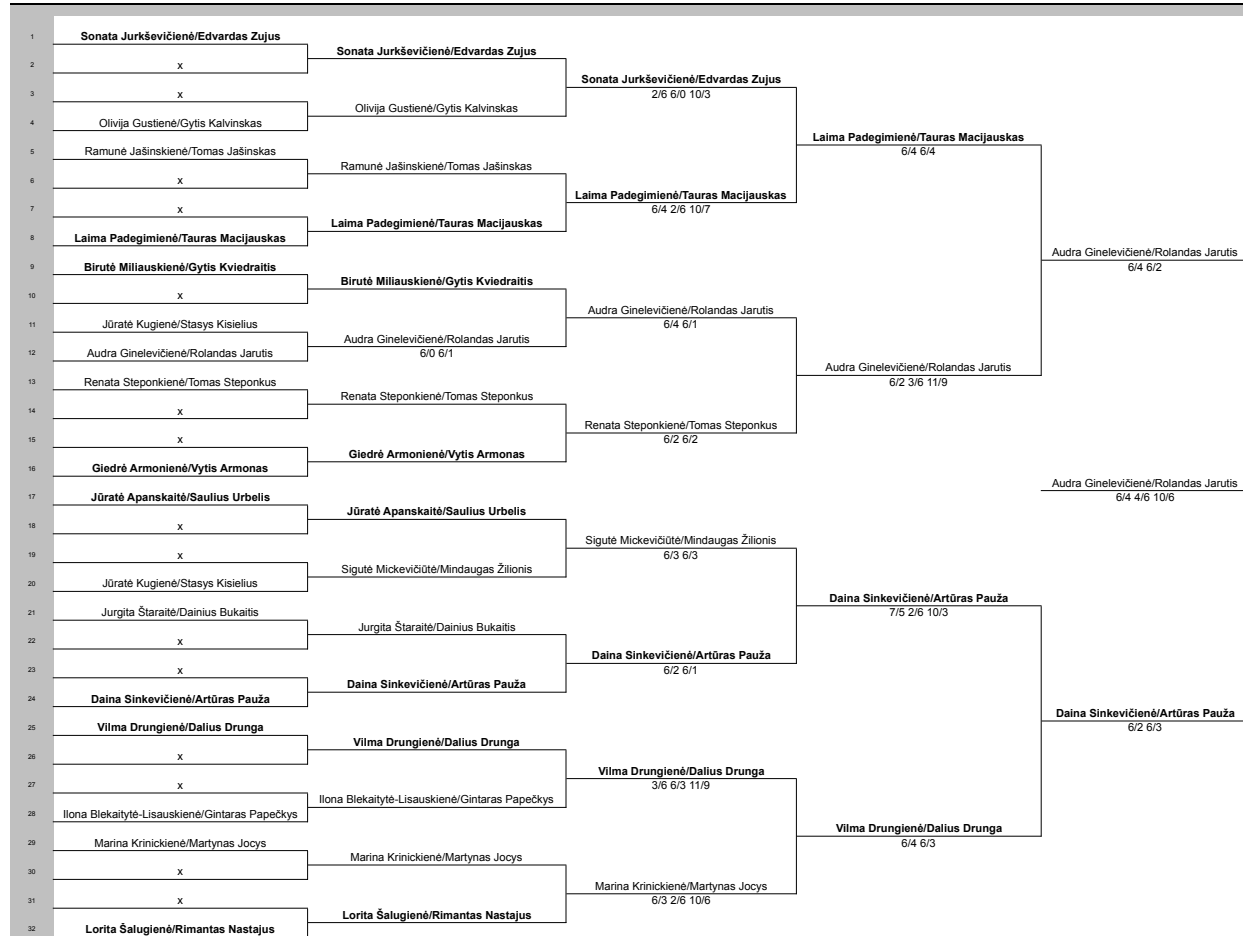 1 Sonata Jurkševičienė/Edvardas Zujus
Sonata Jurkševičienė/Edvardas Zujus
2 x
Sonata Jurkševičienė/Edvardas Zujus
2/6 6/0 10/3
3 x
Olivija Gustienė/Gytis Kalvinskas
4 Olivija Gustienė/Gytis Kalvinskas
Laima Padegimienė/Tauras Macijauskas
6/4 6/4
5 Ramunė Jašinskienė/Tomas Jašinskas
Ramunė Jašinskienė/Tomas Jašinskas
6 x
Laima Padegimienė/Tauras Macijauskas
6/4 2/6 10/7
7 x
Laima Padegimienė/Tauras Macijauskas
8 Laima Padegimienė/Tauras Macijauskas
Audra Ginelevičienė/Rolandas Jarutis
6/4 6/2
9 Birutė Miliauskienė/Gytis Kviedraitis
Birutė Miliauskienė/Gytis Kviedraitis
10 x
Audra Ginelevičienė/Rolandas Jarutis
6/4 6/1
11 Jūratė Kugienė/Stasys Kisielius
Audra Ginelevičienė/Rolandas Jarutis
6/0 6/1
12 Audra Ginelevičienė/Rolandas Jarutis
Audra Ginelevičienė/Rolandas Jarutis
6/2 3/6 11/9
13 Renata Steponkienė/Tomas Steponkus
Renata Steponkienė/Tomas Steponkus
14 x
Renata Steponkienė/Tomas Steponkus
6/2 6/2
15 x
Giedrė Armonienė/Vytis Armonas
16 Giedrė Armonienė/Vytis Armonas
Audra Ginelevičienė/Rolandas Jarutis
6/4 4/6 10/6
17 Jūratė Apanskaitė/Saulius Urbelis
Jūratė Apanskaitė/Saulius Urbelis
18 x
Sigutė Mickevičiūtė/Mindaugas Žilionis
6/3 6/3
19 x
Sigutė Mickevičiūtė/Mindaugas Žilionis
20 Jūratė Kugienė/Stasys Kisielius
Daina Sinkevičienė/Artūras Pauža
7/5 2/6 10/3
21 Jurgita Štaraitė/Dainius Bukaitis
Jurgita Štaraitė/Dainius Bukaitis
22 x
Daina Sinkevičienė/Artūras Pauža
6/2 6/1
23 x
Daina Sinkevičienė/Artūras Pauža
24 Daina Sinkevičienė/Artūras Pauža
Daina Sinkevičienė/Artūras Pauža
6/2 6/3
25 Vilma Drungienė/Dalius Drunga
Vilma Drungienė/Dalius Drunga
26 x
Vilma Drungienė/Dalius Drunga
3/6 6/3 11/9
27 x
Ilona Blekaitytė-Lisauskienė/Gintaras Papečkys
28 Ilona Blekaitytė-Lisauskienė/Gintaras Papečkys
Vilma Drungienė/Dalius Drunga
6/4 6/3
29 Marina Krinickienė/Martynas Jocys
Marina Krinickienė/Martynas Jocys
30 x
Marina Krinickienė/Martynas Jocys
6/3 2/6 10/6
31 x
Lorita Šalugienė/Rimantas Nastajus
32 Lorita Šalugienė/Rimantas Nastajus